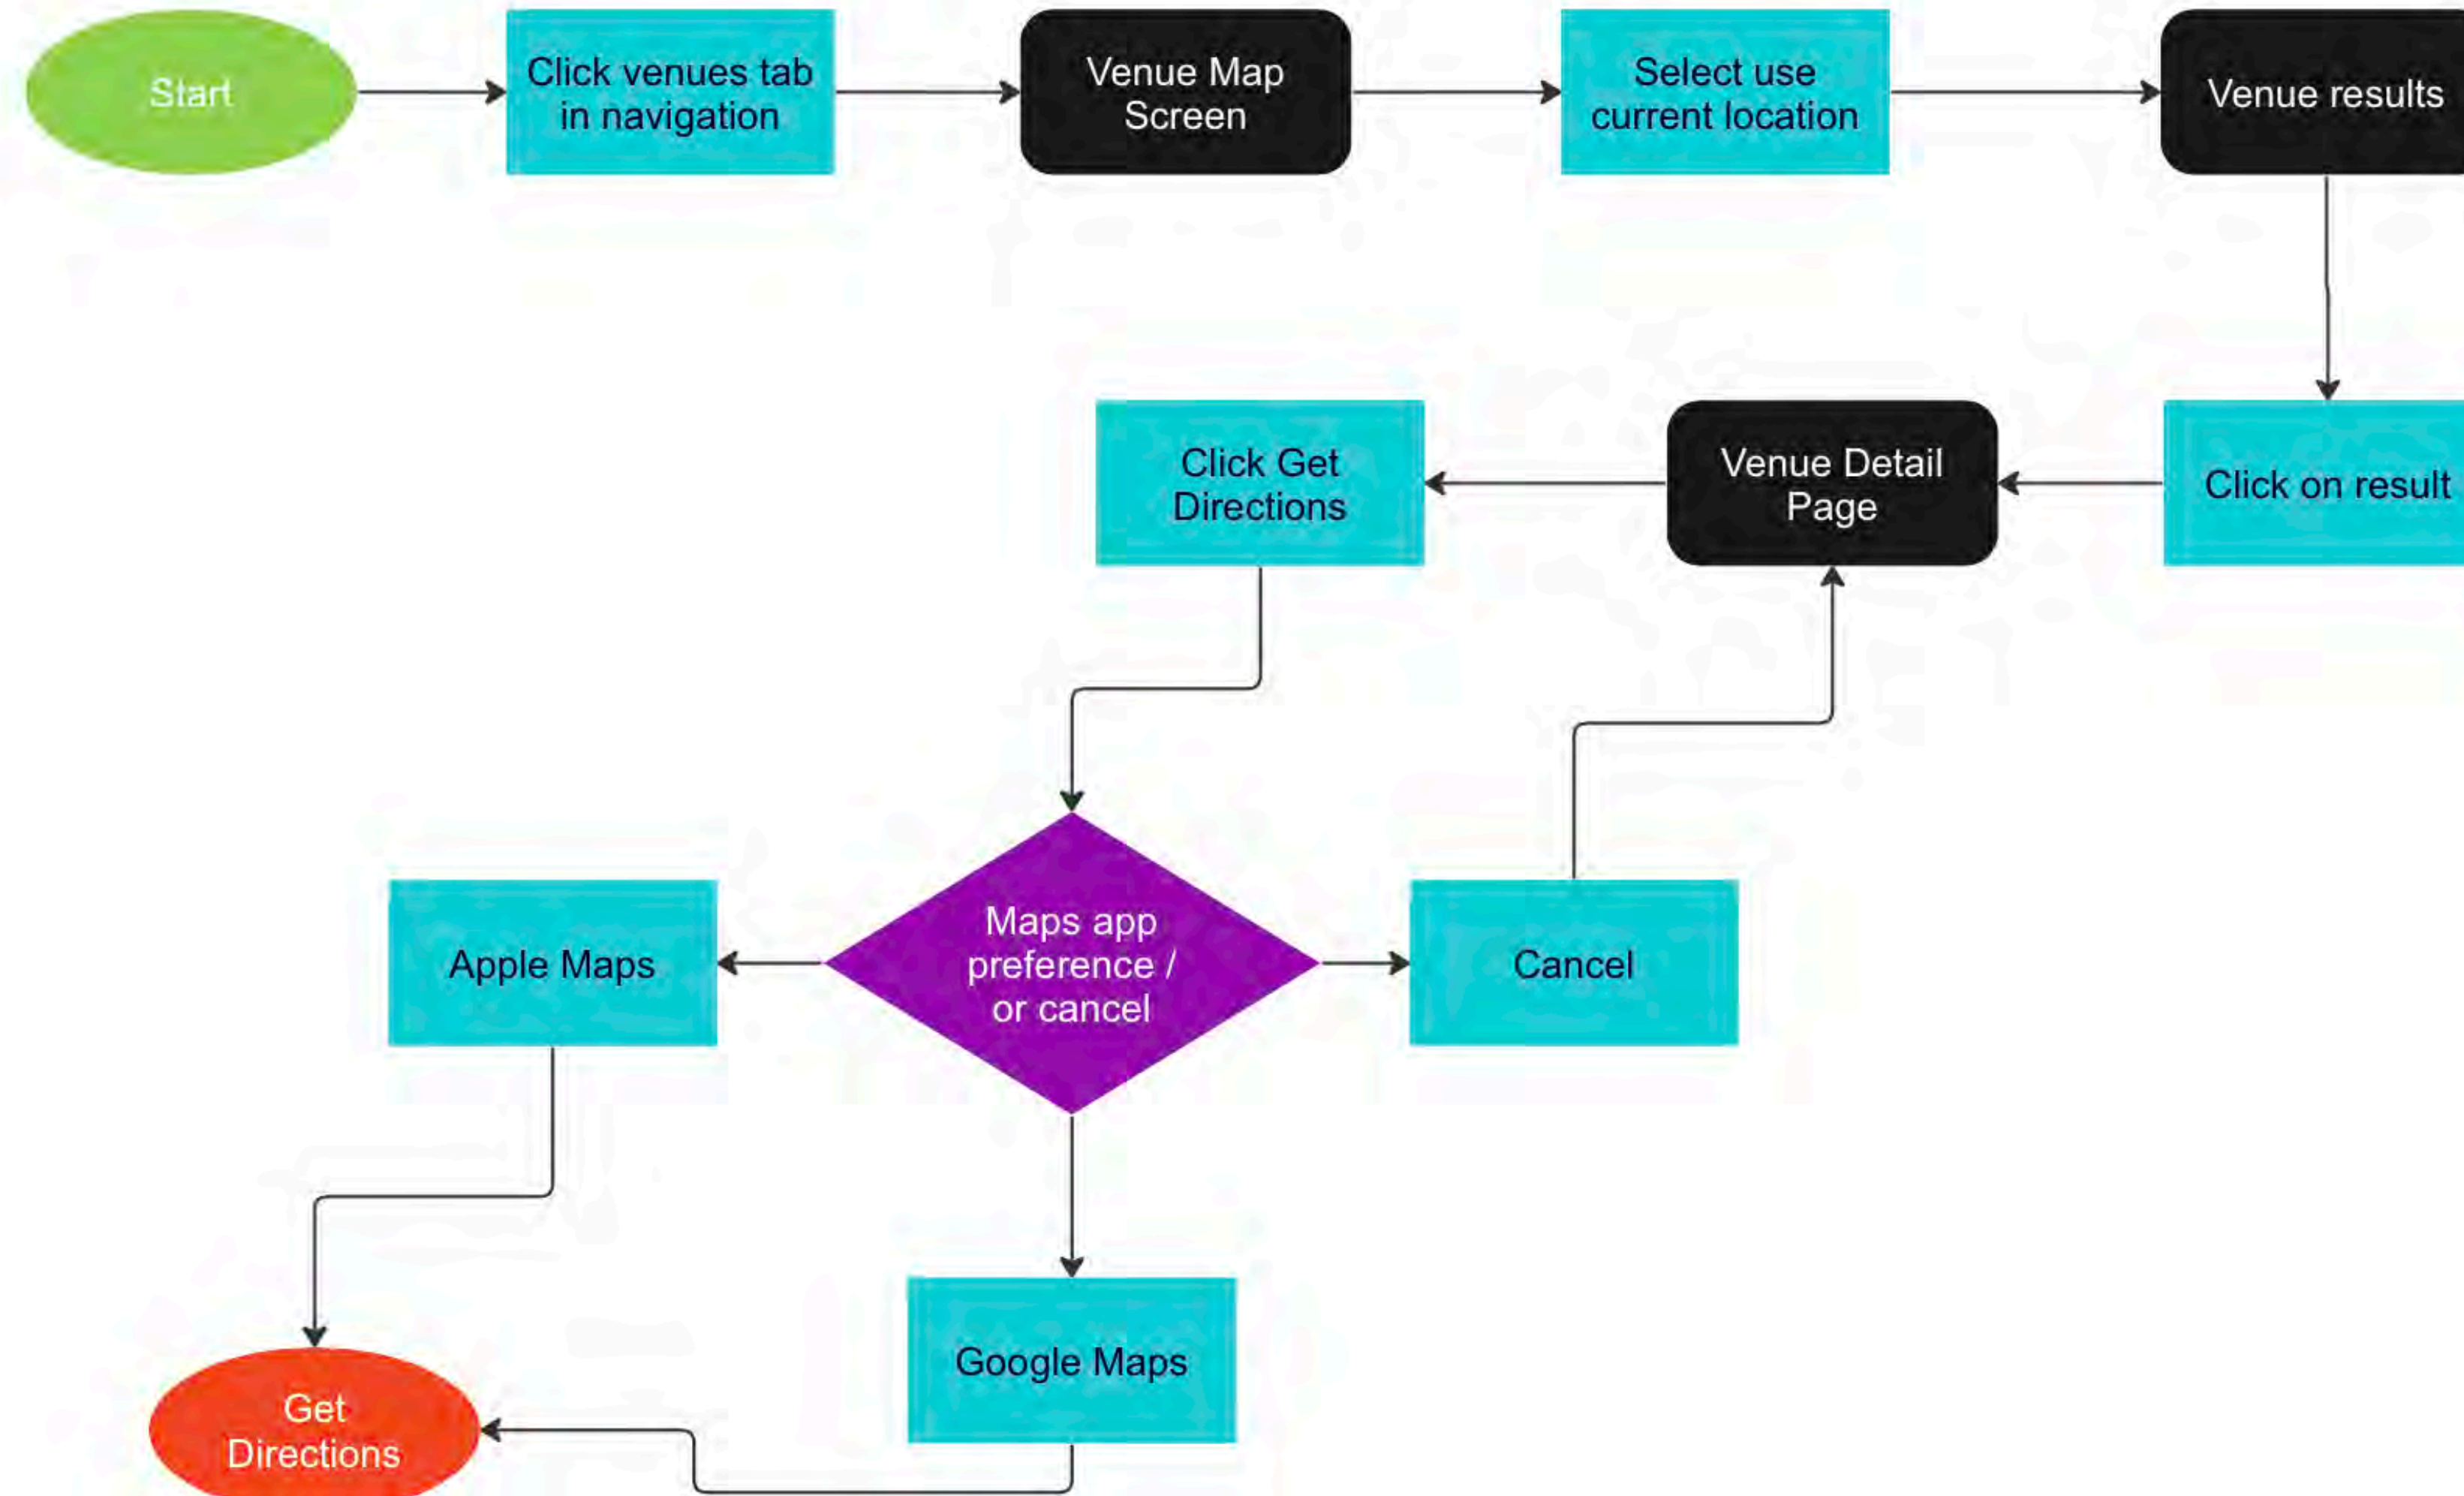 Start
Click venues tab
in navigation
Venue Map
Screen
Select use
current location
Venue results
Click Get
Directions
Venue Detail
Page
Click on result
Apple Maps
Maps app
preference /
or cancel
Cancel
Google Maps
Get
Directions